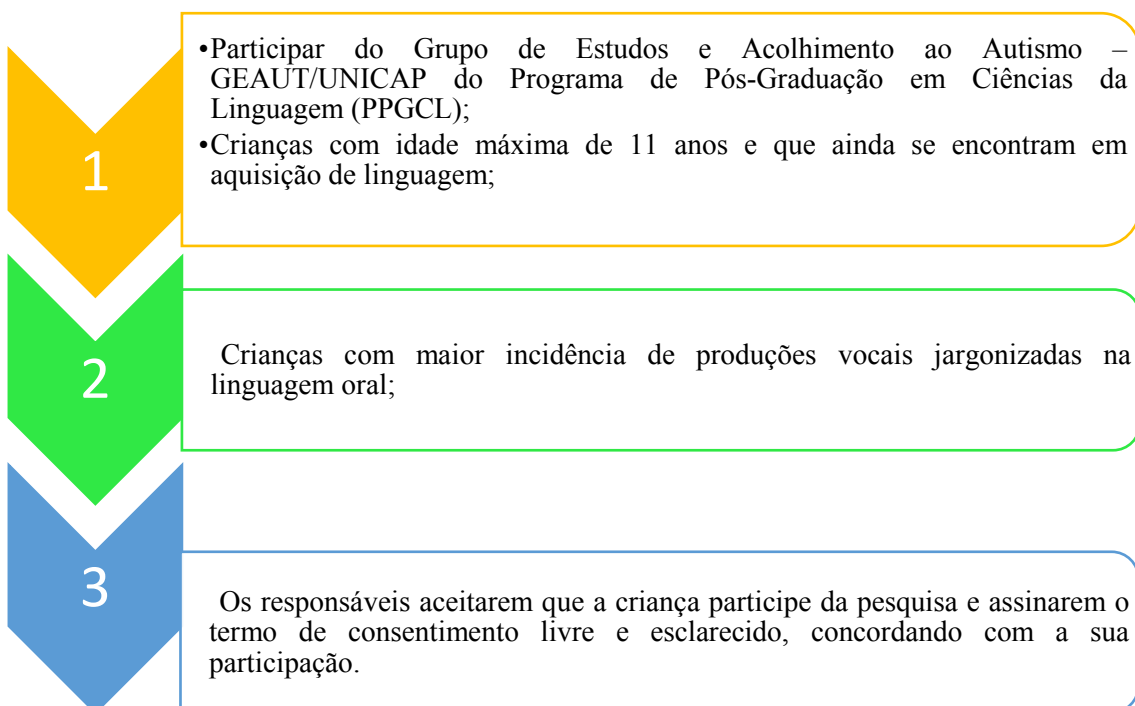 1
•Participar do Grupo de Estudos e Acolhimento ao Autismo –
GEAUT/UNICAP do Programa de Pós-Graduação em Ciências da
Linguagem (PPGCL);
•Crianças com idade máxima de 11 anos e que ainda se encontram em
aquisição de linguagem;
2
Crianças com maior incidência de produções vocais jargonizadas na
linguagem oral;
3
Os responsáveis aceitarem que a criança participe da pesquisa e assinarem o
termo de consentimento livre e esclarecido, concordando com a sua
participação.